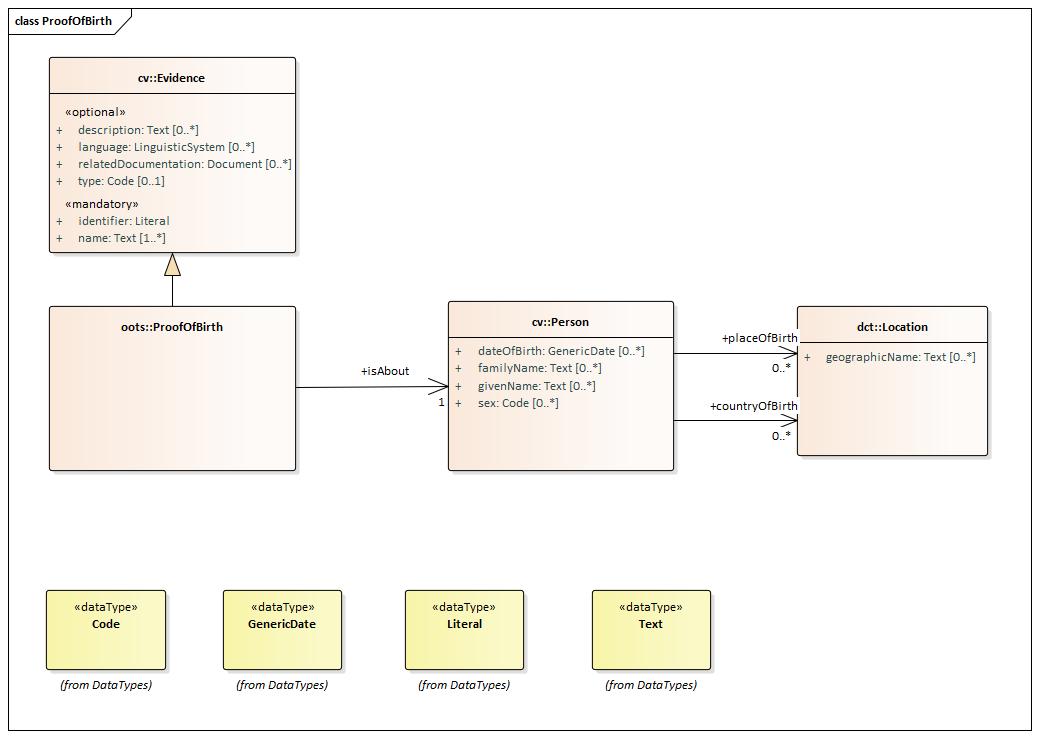 class ProofOfBirth
cv::Evidence
«optional»
+ description: Text [0..*]
+ language: LinguisticSystem [0..*]
+ relatedDocumentation: Document [0..*]
+ type: Code [0..1]
«mandatory»
+ identifier: Literal
+ name: Text [1..*]
oots::ProofOfBirth
+isAbout
1
cv::Person
+ dateOfBirth: GenericDate [0..*]
+ familyName: Text [0..*]
+ givenName: Text [0..*]
+ sex: Code [0..*]
+placeOfBirth
0..*
+countryOfBirth
0..*
dct::Location
+ geographicName: Text [0..*]
«dataType»
Code
(from DataTypes)
«dataType»
GenericDate
(from DataTypes)
«dataType»
Literal
(from DataTypes)
«dataType»
Text
(from DataTypes)